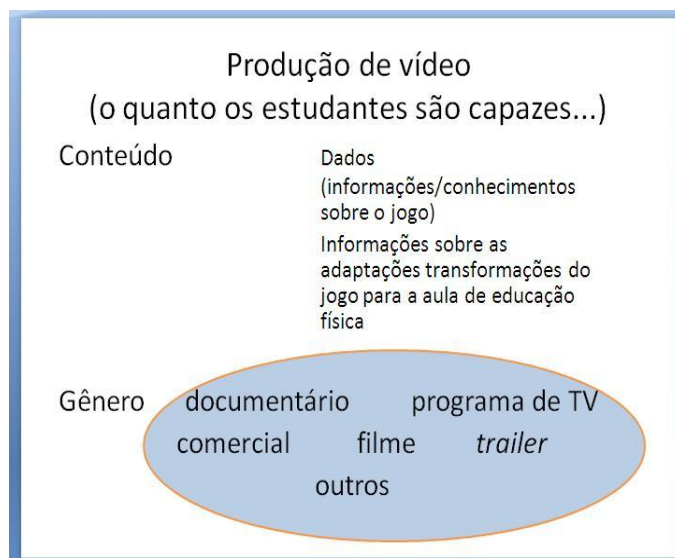 Produção de vídeo
(o quanto os estudantes são capazes...)
Conteúdo
Dados
(informações/conhecimentos
sobre o jogo)
Informações sobre as
adaptações transformações do
jogo para a aula de educação
física
Gênero documentário programa de TV
comercial filme trailer
outros